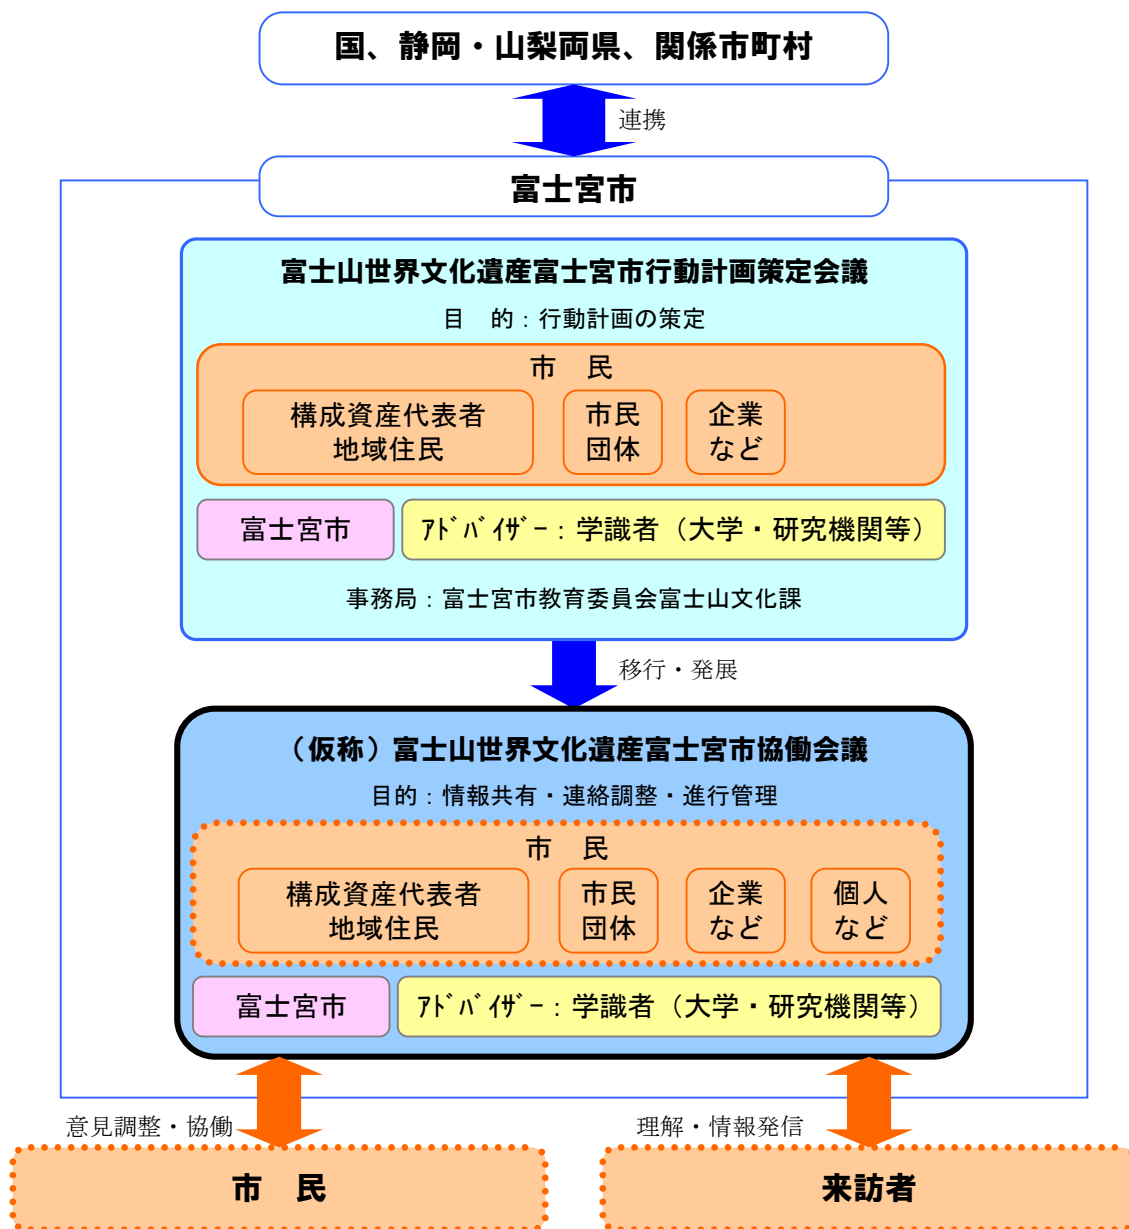 国、静岡・山梨両県、関係市町村
連携
富士宮市
富士山世界文化遺産富士宮市行動計画策定会議
目　的：行動計画の策定
市　民
構成資産代表者
地域住民
市民
団体
企業
など
富士宮市
ｱﾄﾞﾊﾞｲｻﾞｰ：学識者（大学・研究機関等）
事務局：富士宮市教育委員会富士山文化課
移行・発展
（仮称）富士山世界文化遺産富士宮市協働会議
目的：情報共有・連絡調整・進行管理
市　民
構成資産代表者
地域住民
市民
団体
企業
など
個人
など
富士宮市
ｱﾄﾞﾊﾞｲｻﾞｰ：学識者（大学・研究機関等）
意見調整・協働
理解・情報発信
市　民
来訪者